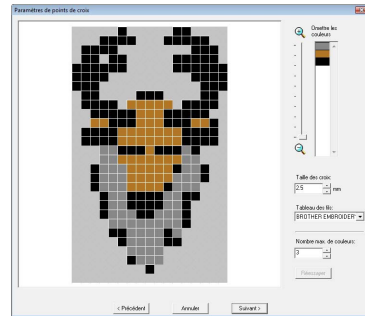 Paramètres de points de croix
Omettre les
couleurs
Taille des croix:
2.5 mm
Tableau des fils:
BROTHER EMBROIDER
Nombre max. de couleurs:
3
< Précédent
Annuler
Suivant >